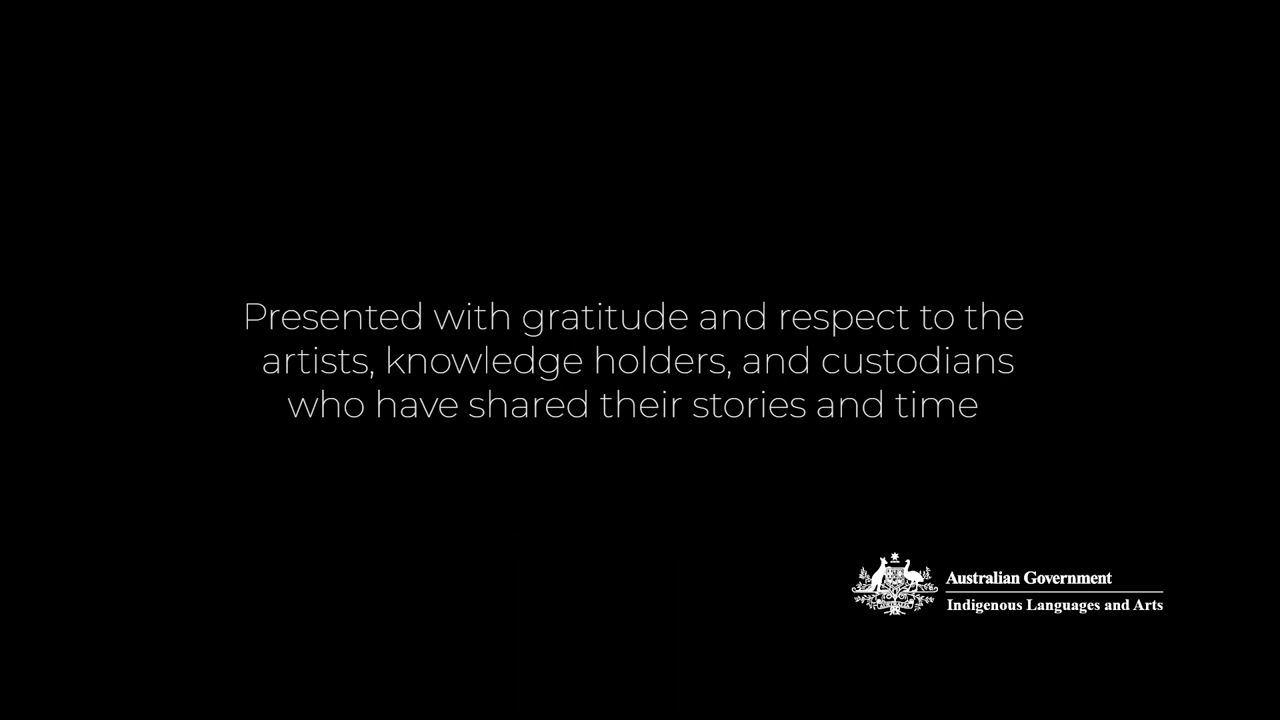 Presented with gratitude and respect to the
artists, knowledge holders, and custodians
who have shared their stories and time
Australian Government
Indigenous Languages and Arts